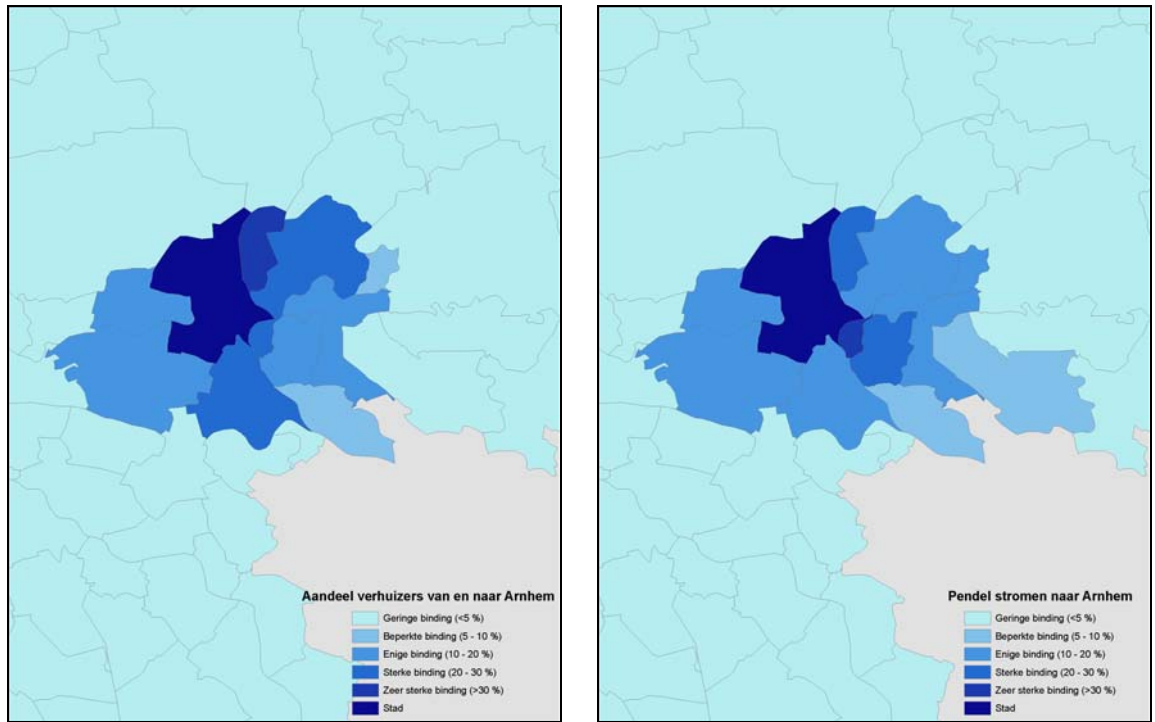 Aandeel verhuizers van en naar Arnhem
Geringe binding (<5 %)
Beperkte binding (5 - 10 %)
Enige binding (10 - 20 %)
Sterke binding (20 - 30 %)
Zeer sterke binding (>30 %)
Stad
Pendel stromen naar Arnhem
Geringe binding (<5 %)
Beperkte binding (5 - 10 %)
Enige binding (10 - 20 %)
Sterke binding (20 - 30 %)
Zeer sterke binding (>30 %)
Stad